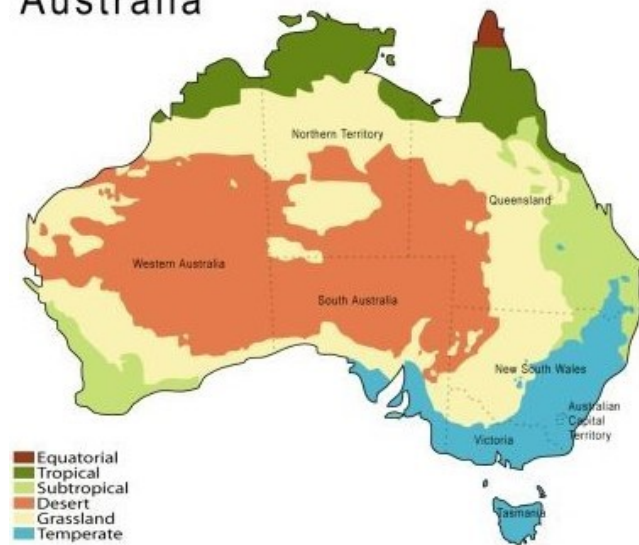 Australia
Northern Territory
Queensland
Western Australia
South Australia
New South Wales
Australian
Capital
Territory
Victoria
Tasmania
Equatorial
Tropical
Subtropical
Desert
Grassland
Temperate